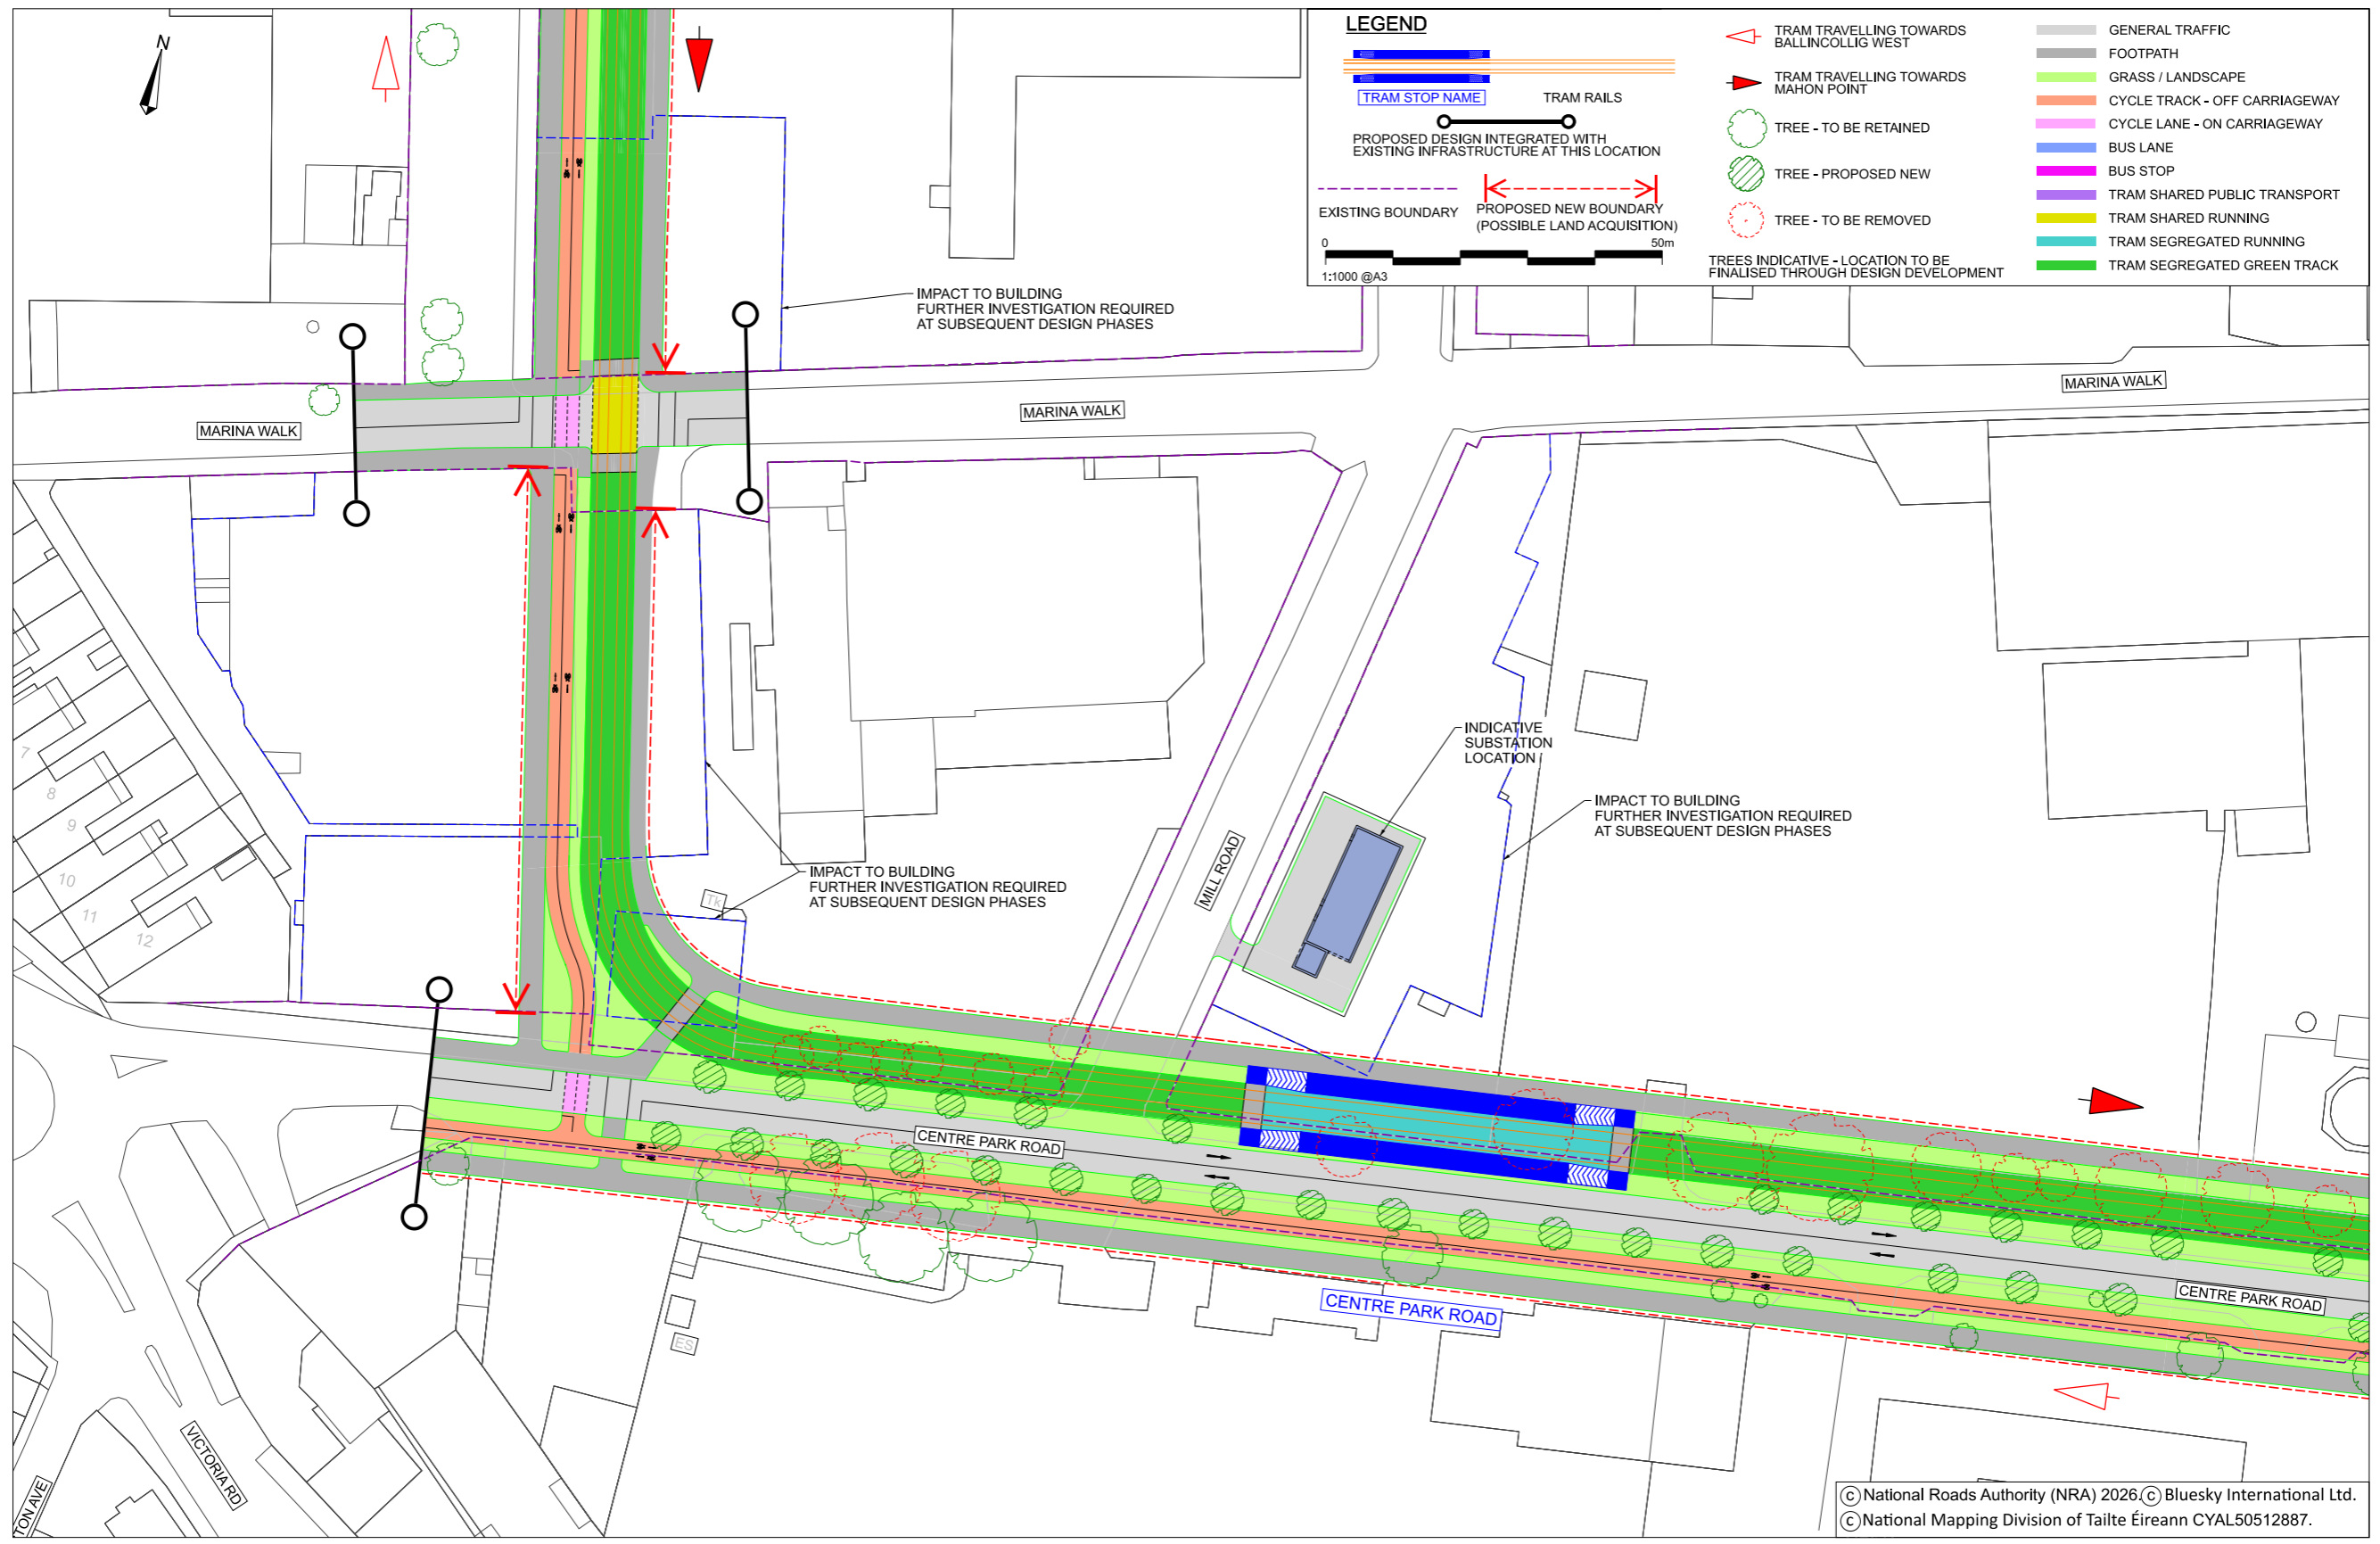 N
LEGEND
TRAM STOP NAME
TRAM RAILS
PROPOSED DESIGN INTEGRATED WITH
EXISTING INFRASTRUCTURE AT THIS LOCATION
EXISTING BOUNDARY
PROPOSED NEW BOUNDARY
(POSSIBLE LAND ACQUISITION)
0
50m
1:1000 @A3
TRAM TRAVELLING TOWARDS
BALLINCOLLIG WEST
TRAM TRAVELLING TOWARDS
MAHON POINT
TREE - TO BE RETAINED
TREE - PROPOSED NEW
TREE - TO BE REMOVED
TREES INDICATIVE - LOCATION TO BE
FINALISED THROUGH DESIGN DEVELOPMENT
GENERAL TRAFFIC
FOOTPATH
GRASS / LANDSCAPE
CYCLE TRACK - OFF CARRIAGEWAY
CYCLE LANE - ON CARRIAGEWAY
BUS LANE
BUS STOP
TRAM SHARED PUBLIC TRANSPORT
TRAM SHARED RUNNING
TRAM SEGREGATED RUNNING
TRAM SEGREGATED GREEN TRACK
IMPACT TO BUILDING
FURTHER INVESTIGATION REQUIRED
AT SUBSEQUENT DESIGN PHASES
MARINA WALK
MARINA WALK
MARINA WALK
INDICATIVE
SUBSTATION
LOCATION
IMPACT TO BUILDING
FURTHER INVESTIGATION REQUIRED
AT SUBSEQUENT DESIGN PHASES
MILL ROAD
IMPACT TO BUILDING
FURTHER INVESTIGATION REQUIRED
AT SUBSEQUENT DESIGN PHASES
Tk
7
8
9
10
11
12
CENTRE PARK ROAD
CENTRE PARK ROAD
CENTRE PARK ROAD
ES
VICTORIA RD
TON AVE
© National Roads Authority (NRA) 2026. © Bluesky International Ltd.
© National Mapping Division of Tailte Éireann CYAL50512887.